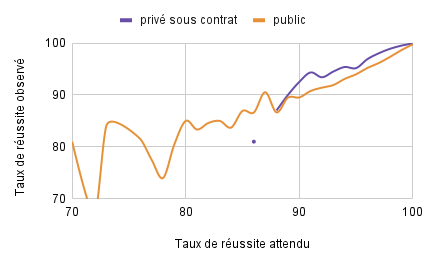 privé sous contrat
public
Taux de réussite observé
100
90
80
70
70
80
90
100
Taux de réussite attendu